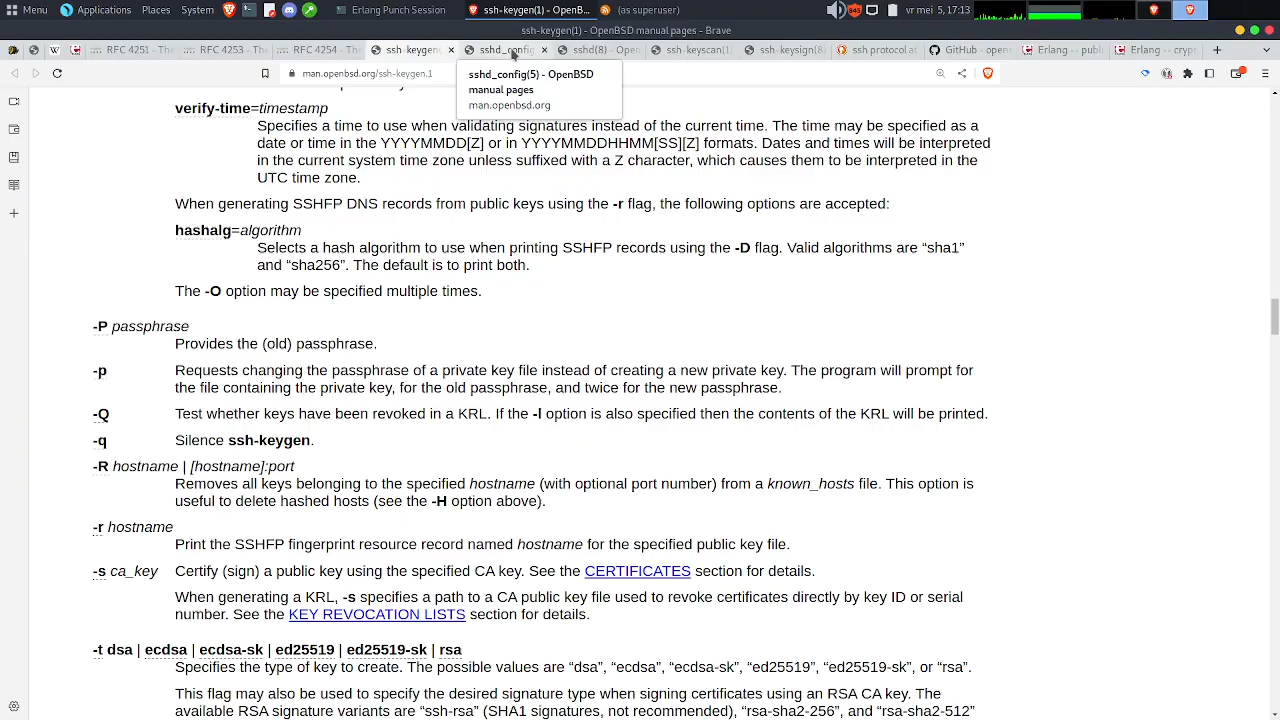 Menu
Applications
Places
System
Erlang Punch Session
ssh-keygen(1) - OpenB...
(as superuser)
845
vr mei 5, 17:13
ssh-keygen(1) - OpenBSD manual pages - Brave
W
RFC 4251 - Th
RFC 4253 - Th
RFC 4254 - Th
ssh-keygen(
sshd_config
sshd(8) - Open
ssh-keyscan(1)
ssh-keysign(8)
ssh protocol af
GitHub - opens
Erlang -- publ
Erlang -- cryp
man.openbsd.org/ssh-keygen.1
sshd_config(5) - OpenBSD
manual pages
man.openbsd.org
verify-time=timestamp
Specifies a time to use when validating signatures instead of the current time. The time may be specified as a
date or time in the YYYYMMDD[Z] or in YYYYMMDDHHMM[SS][Z] formats. Dates and times will be interpreted
in the current system time zone unless suffixed with a Z character, which causes them to be interpreted in the
UTC time zone.
When generating SSHFP DNS records from public keys using the -r flag, the following options are accepted:
hashalg=algorithm
Selects a hash algorithm to use when printing SSHFP records using the -D flag. Valid algorithms are “sha1”
and “sha256”. The default is to print both.
The -O option may be specified multiple times.
-P passphrase
Provides the (old) passphrase.
-p Requests changing the passphrase of a private key file instead of creating a new private key. The program will prompt for
the file containing the private key, for the old passphrase, and twice for the new passphrase.
-Q Test whether keys have been revoked in a KRL. If the -l option is also specified then the contents of the KRL will be printed.
-q Silence ssh-keygen.
-R hostname | [hostname]:port
Removes all keys belonging to the specified hostname (with optional port number) from a known_hosts file. This option is
useful to delete hashed hosts (see the -H option above).
-r hostname
Print the SSHFP fingerprint resource record named hostname for the specified public key file.
-s ca_key Certify (sign) a public key using the specified CA key. See the CERTIFICATES section for details.
When generating a KRL, -s specifies a path to a CA public key file used to revoke certificates directly by key ID or serial
number. See the KEY REVOCATION LISTS section for details.
-t dsa | ecdsa | ecdsa-sk | ed25519 | ed25519-sk | rsa
Specifies the type of key to create. The possible values are “dsa”, “ecdsa”, “ecdsa-sk”, “ed25519”, “ed25519-sk”, or “rsa”.
This flag may also be used to specify the desired signature type when signing certificates using an RSA CA key. The
available RSA signature variants are “ssh-rsa” (SHA1 signatures, not recommended), “rsa-sha2-256”, and “rsa-sha2-512”